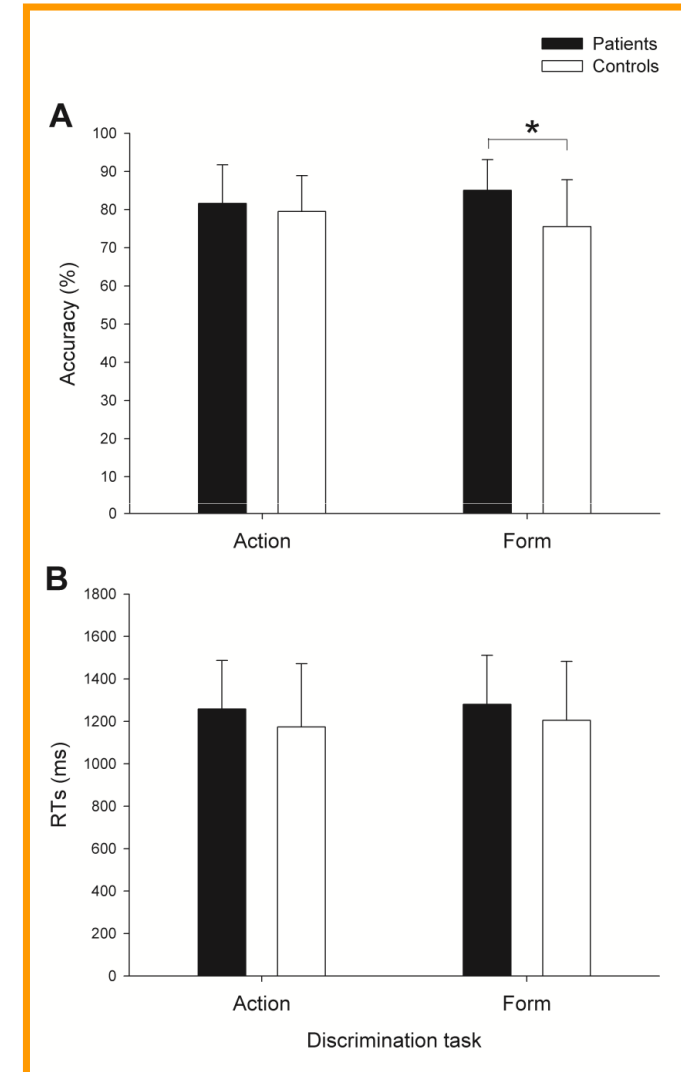 Patients
Controls
A
*
100
90
80
70
60
50
40
30
20
10
0
Accuracy (%)
Action Form
B
1800
1600
1400
1200
1000
800
600
400
200
0
RTs (ms)
Action Form
Discrimination task